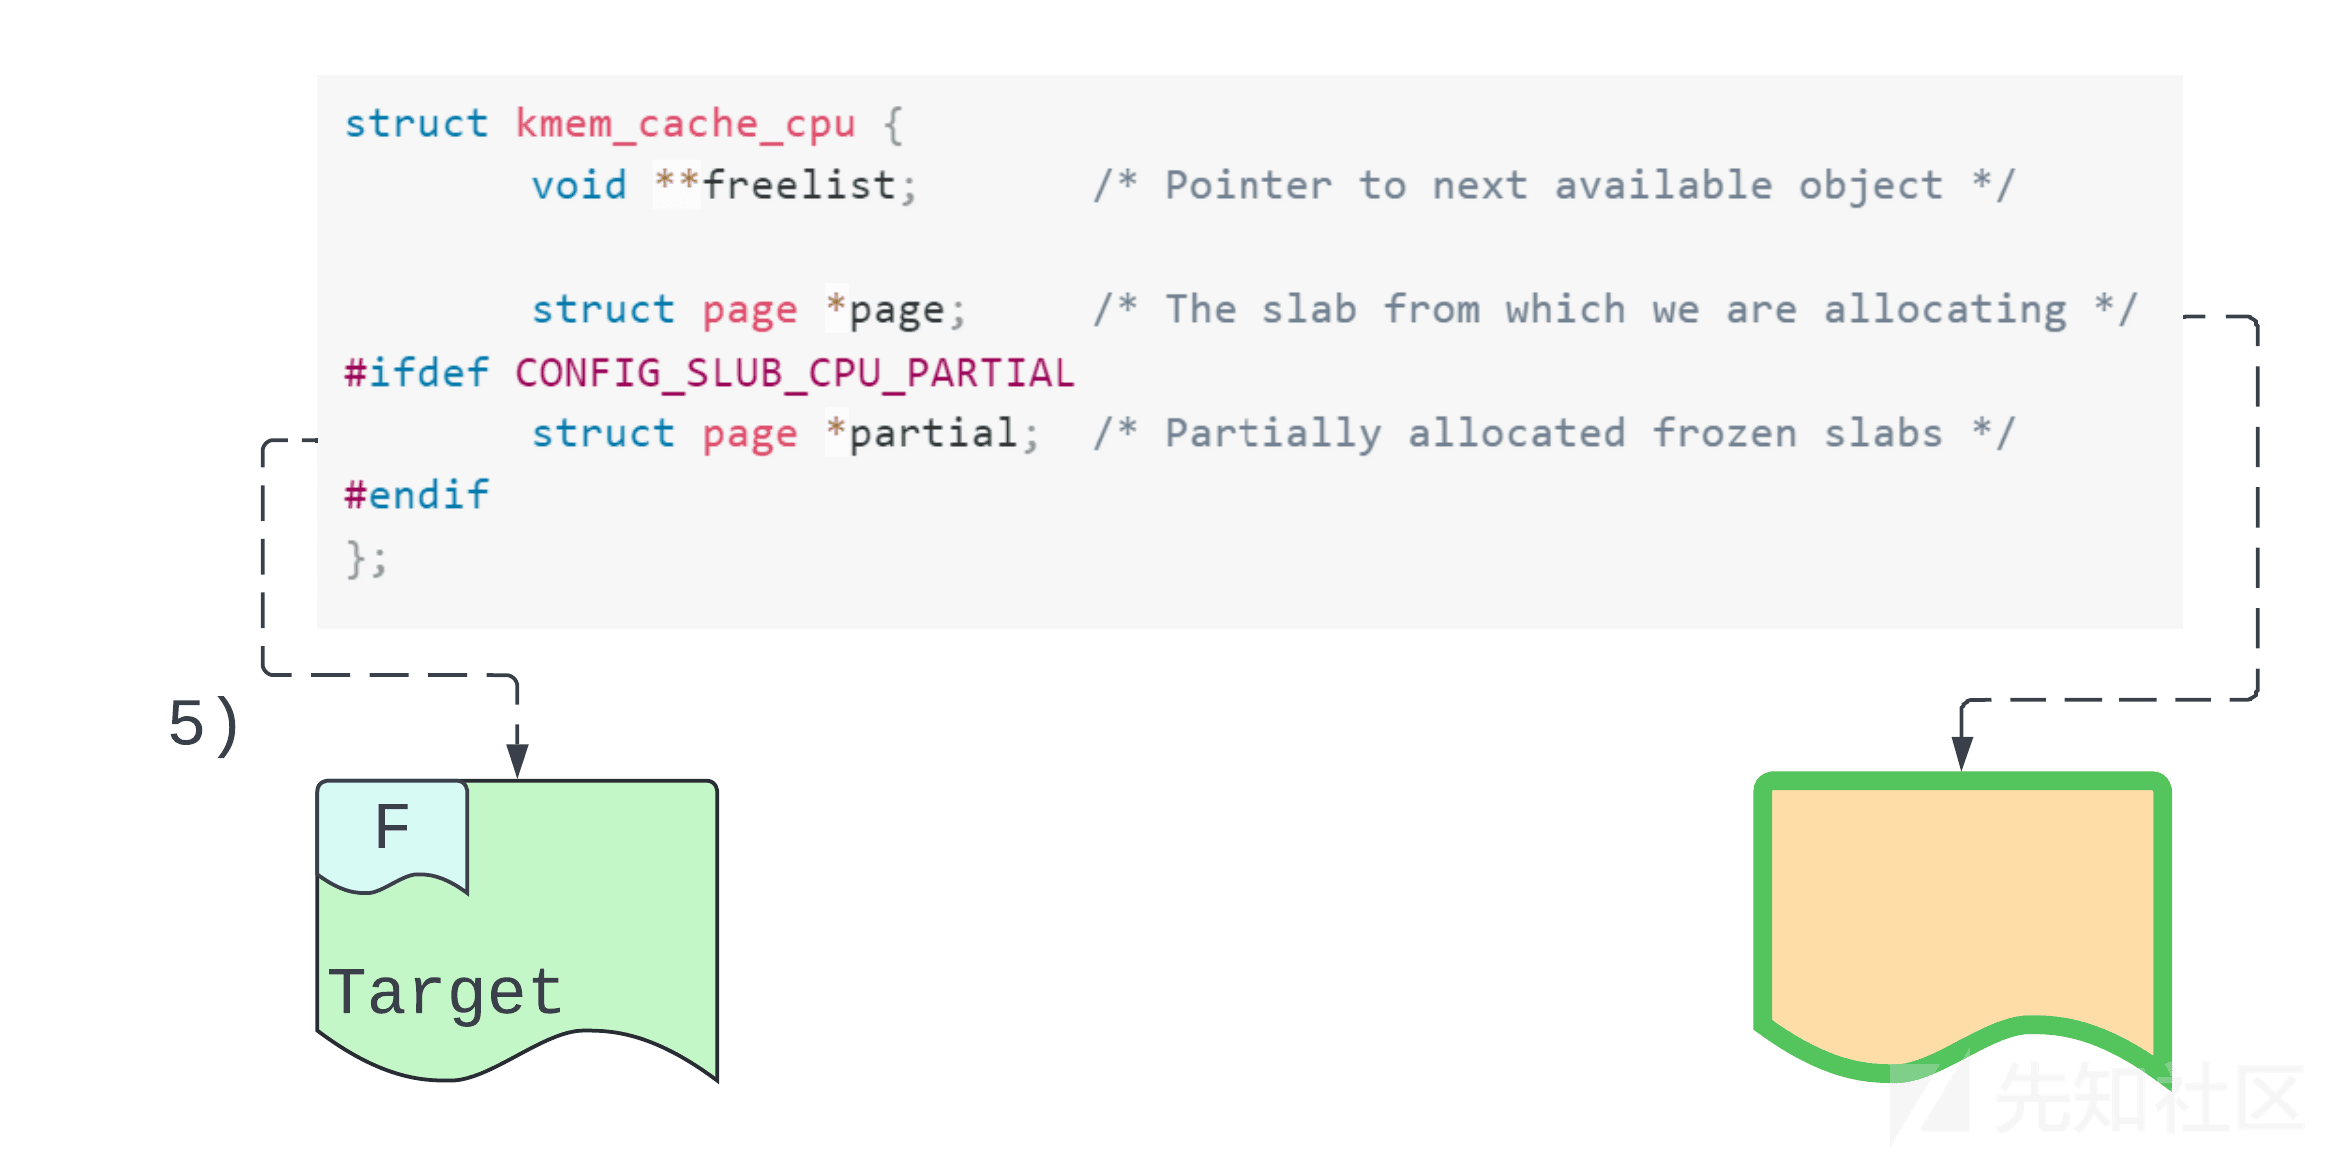 struct kmem_cache_cpu {
void **freelist; /* Pointer to next available object */
struct page *page; /* The slab from which we are allocating */
#ifdef CONFIG_SLUB_CPU_PARTIAL
struct page *partial; /* Partially allocated frozen slabs */
#endif
};
5)
F
Target
先知社区